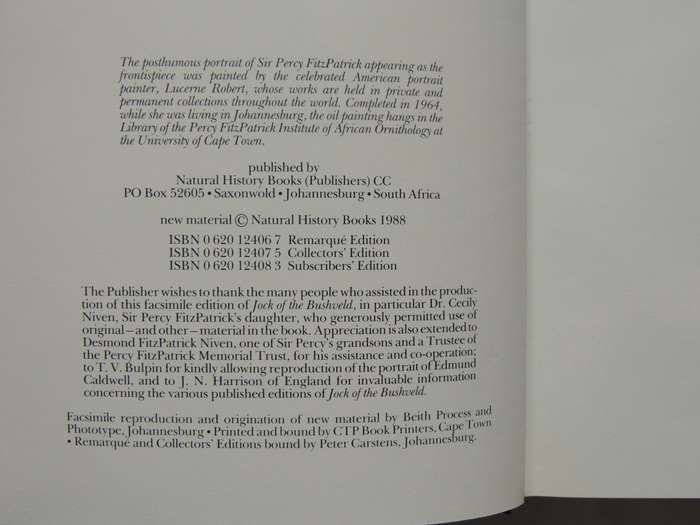 The posthumous portrait of Sir Percy FitzPatrick appearing as the
frontispiece was painted by the celebrated American portrait
painter, Lucerne Robert, whose works are held in private and
permanent collections throughout the world. Completed in 1964,
while she was living in Johannesburg, the oil painting hangs in the
Library of the Percy FitzPatrick Institute of African Ornithology at
the University of Cape Town.
published by
Natural History Books (Publishers) CC
PO Box 52605 • Saxonwold • Johannesburg • South Africa
new material © Natural History Books 1988
ISBN 0 620 12406 7 Remarqué Edition
ISBN 0 620 12407 5 Collectors' Edition
ISBN 0 620 12408 3 Subscribers' Edition
The Publisher wishes to thank the many people who assisted in the produc-
tion of this facsimile edition of Jock of the Bushveld, in particular Dr. Cecily
Niven, Sir Percy FitzPatrick's daughter, who generously permitted use of
original—and other—material in the book. Appreciation is also extended to
Desmond FitzPatrick Niven, one of Sir Percy's grandsons and a Trustee of
the Percy FitzPatrick Memorial Trust, for his assistance and co-operation;
to T. V. Bulpin for kindly allowing reproduction of the portrait of Edmund
Caldwell, and to J. N. Harrison of England for invaluable information
concerning the various published editions of Jock of the Bushveld.
Facsimile reproduction and origination of new material by Beith Process and
Phototype, Johannesburg • Printed and bound by CTP Book Printers, Cape Town
• Remarqué and Collectors' Editions bound by Peter Carstens, Johannesburg.